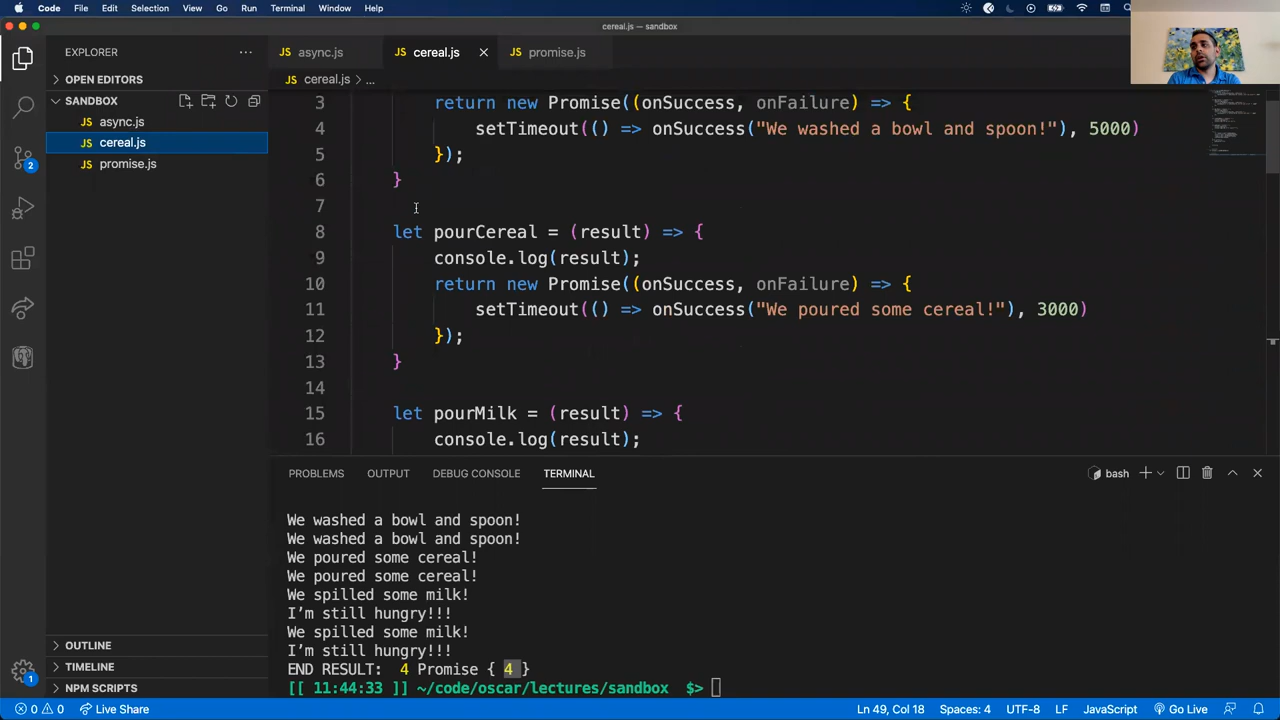 Code File Edit Selection View Go Run Terminal Window Help
cereal.js — sandbox
EXPLORER
async.js
cereal.js
promise.js
OPEN EDITORS
cereal.js > ...
SANDBOX
async.js
cereal.js
promise.js
3 return new Promise((onSuccess, onFailure) => {
4 setTimeout(() => onSuccess("We washed a bowl and spoon!"), 5000)
5 });
6 }
7
8 let pourCereal = (result) => {
9 console.log(result);
10 return new Promise((onSuccess, onFailure) => {
11 setTimeout(() => onSuccess("We poured some cereal!"), 3000)
12 });
13 }
14
15 let pourMilk = (result) => {
16 console.log(result);
PROBLEMS OUTPUT DEBUG CONSOLE TERMINAL
bash
We washed a bowl and spoon!
We washed a bowl and spoon!
We poured some cereal!
We poured some cereal!
We spilled some milk!
I'm still hungry!!!
We spilled some milk!
I'm still hungry!!!
END RESULT: 4 Promise { 4 }
[[ 11:44:33 ]] ~/code/oscar/lectures/sandbox $>
OUTLINE
TIMELINE
NPM SCRIPTS
2
1
0 0 Live Share
Ln 49, Col 18 Spaces: 4 UTF-8 LF JavaScript Go Live